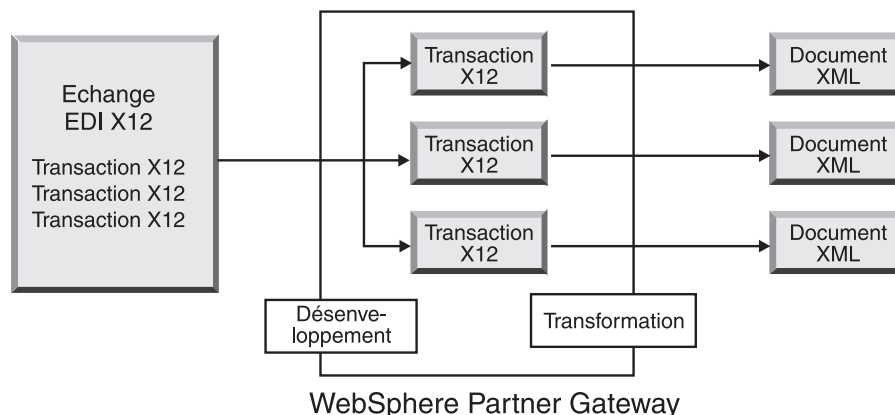 Echange
EDI X12
Transaction X12
Transaction X12
Transaction X12
Transaction
X12
Transaction
X12
Transaction
X12
Document
XML
Document
XML
Document
XML
Désenve-
loppement
Transformation
WebSphere Partner Gateway